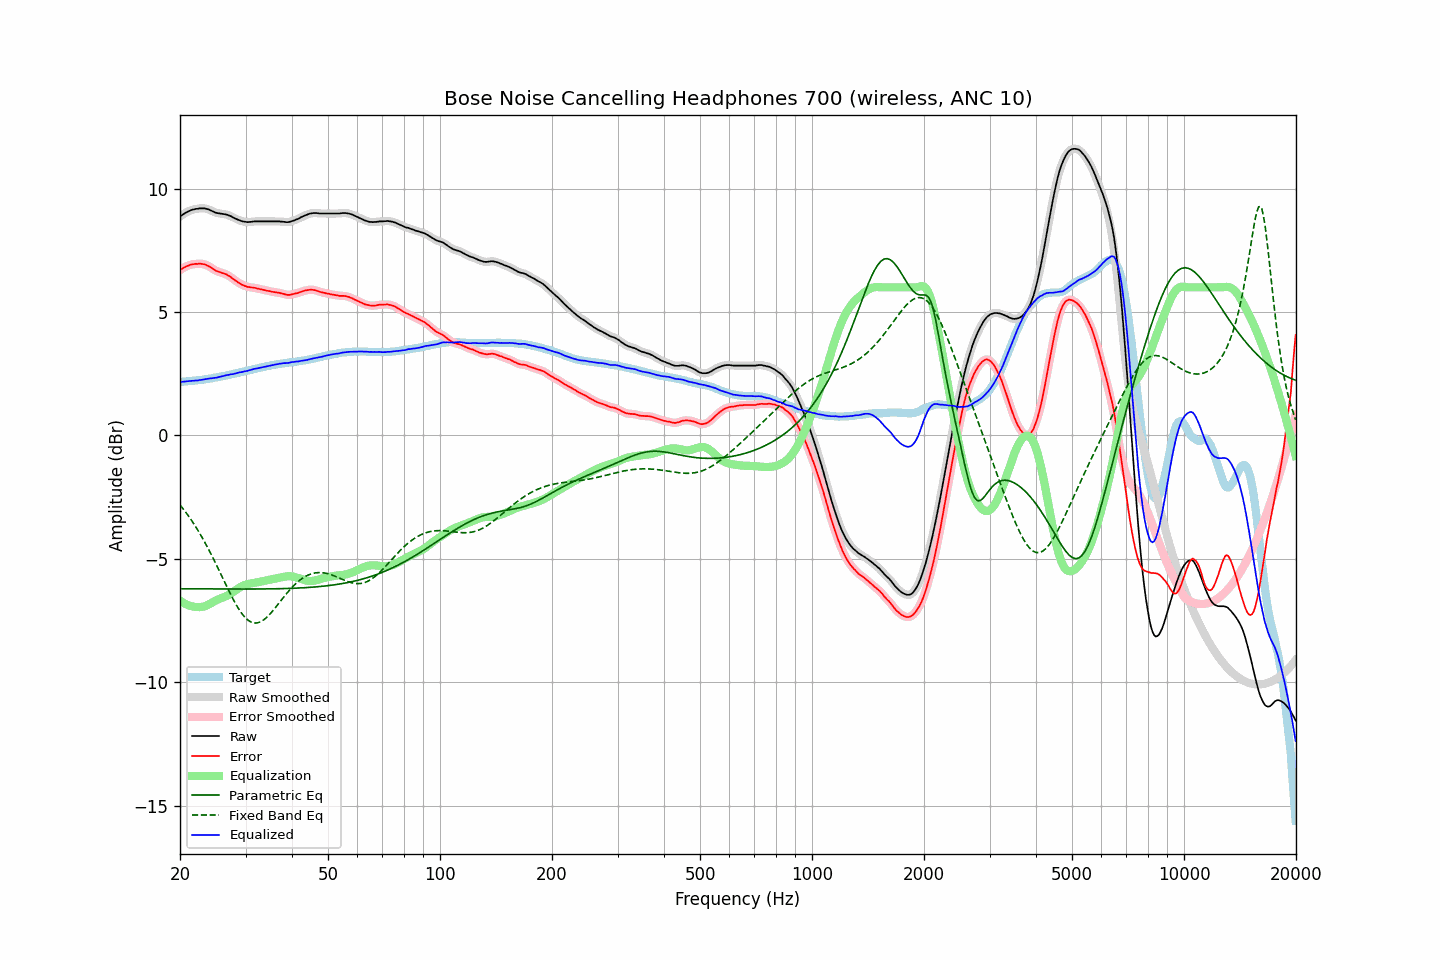 Bose Noise Cancelling Headphones 700 (wireless, ANC 10)
Amplitude (dBr)
10
5
0
−5
−10
−15
Target
Raw Smoothed
Error Smoothed
Raw
Error
Equalization
Parametric Eq
Fixed Band Eq
Equalized
20 50 100 200 500 1000 2000 5000 10000 20000
Frequency (Hz)